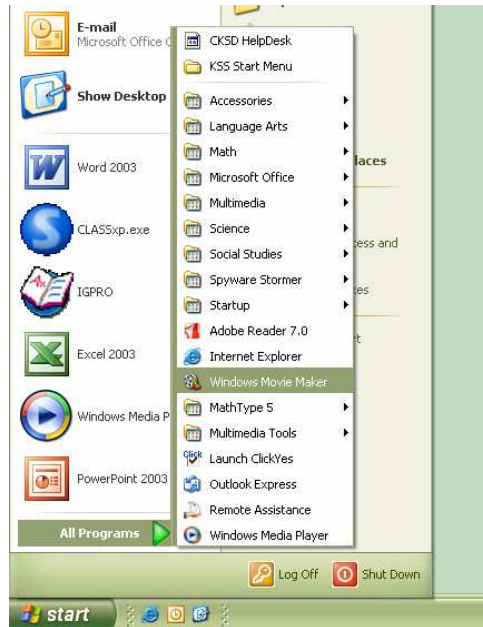 E-mail
Microsoft Office
Show Desktop
Word 2003
CLASSxp.exe
IGPRO
Excel 2003
Windows Media P
PowerPoint 2003
All Programs
CKSD HelpDesk
KSS Start Menu
Accessories
Language Arts
Math
Microsoft Office
Multimedia
Science
Social Studies
Spyware Stormer
Startup
Adobe Reader 7.0
Internet Explorer
Windows Movie Maker
MathType 5
Multimedia Tools
Launch ClickYes
Outlook Express
Remote Assistance
Windows Media Player
laces
ess and
es
Log Off
Shut Down
start